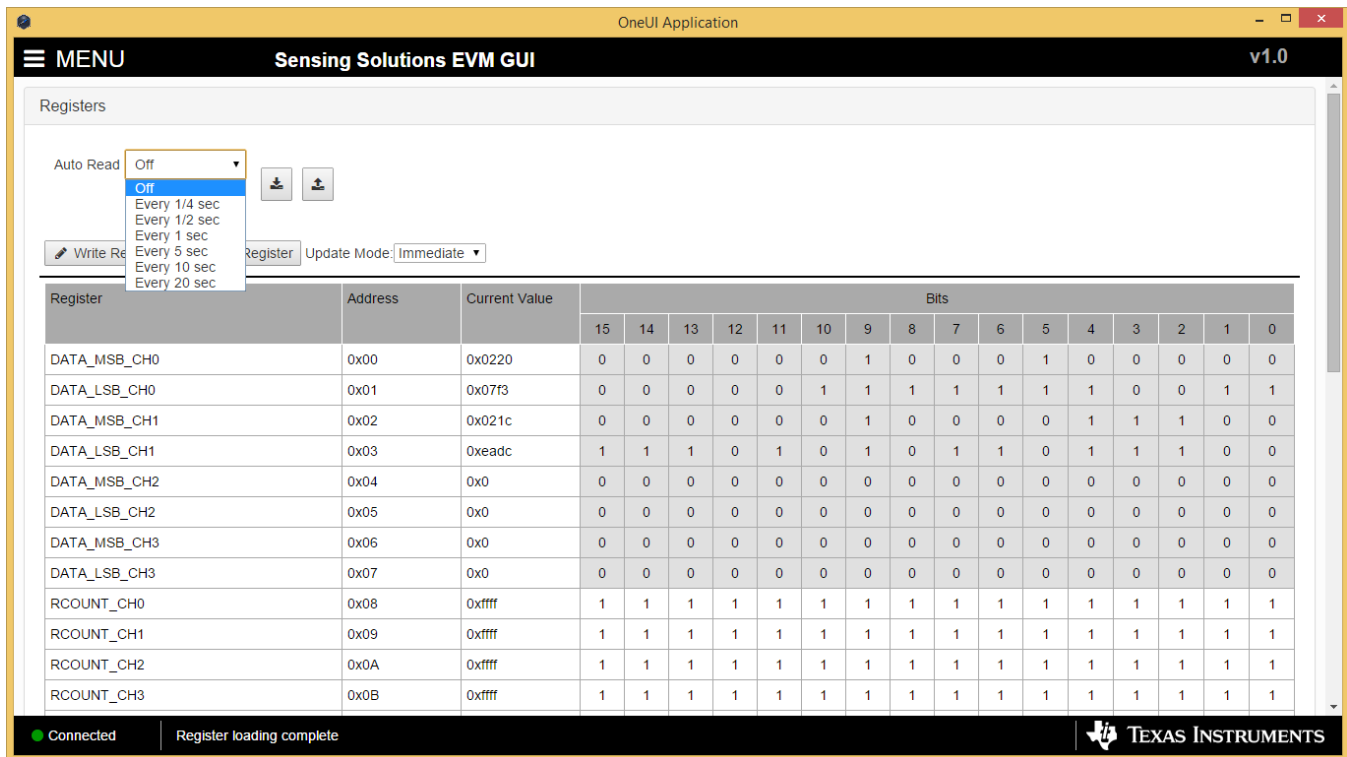 OneUI Application
MENU Sensing Solutions EVM GUI v1.0
Registers
Auto Read Off
Off
Every 1/4 sec
Every 1/2 sec
Every 1 sec
Every 5 sec
Every 10 sec
Every 20 sec
Write Re Register Update Mode: Immediate
Register Address Current Value Bits
15 14 13 12 11 10 9 8 7 6 5 4 3 2 1 0
DATA_MSB_CH0 0x00 0x0220 0 0 0 0 0 0 1 0 0 0 1 0 0 0 0 0
DATA_LSB_CH0 0x01 0x07f3 0 0 0 0 0 1 1 1 1 1 1 1 0 0 1 1
DATA_MSB_CH1 0x02 0x021c 0 0 0 0 0 0 1 0 0 0 0 1 1 1 0 0
DATA_LSB_CH1 0x03 0xeadc 1 1 1 0 1 0 1 0 1 1 0 1 1 1 0 0
DATA_MSB_CH2 0x04 0x0 0 0 0 0 0 0 0 0 0 0 0 0 0 0 0 0
DATA_LSB_CH2 0x05 0x0 0 0 0 0 0 0 0 0 0 0 0 0 0 0 0 0
DATA_MSB_CH3 0x06 0x0 0 0 0 0 0 0 0 0 0 0 0 0 0 0 0 0
DATA_LSB_CH3 0x07 0x0 0 0 0 0 0 0 0 0 0 0 0 0 0 0 0 0
RCOUNT_CH0 0x08 0xffff 1 1 1 1 1 1 1 1 1 1 1 1 1 1 1 1
RCOUNT_CH1 0x09 0xffff 1 1 1 1 1 1 1 1 1 1 1 1 1 1 1 1
RCOUNT_CH2 0x0A 0xffff 1 1 1 1 1 1 1 1 1 1 1 1 1 1 1 1
RCOUNT_CH3 0x0B 0xffff 1 1 1 1 1 1 1 1 1 1 1 1 1 1 1 1
Connected Register loading complete TEXAS INSTRUMENTS